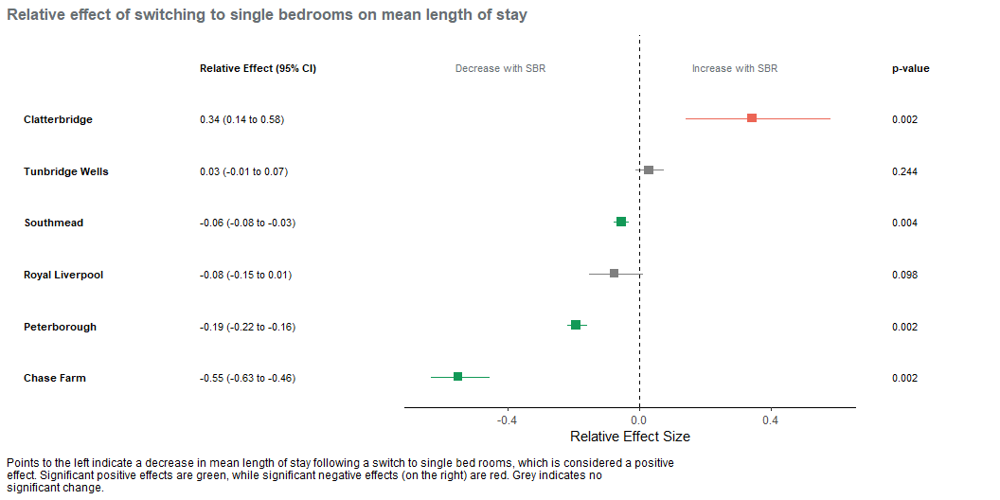 Relative effect of switching to single bedrooms on mean length of stay
Relative Effect (95% CI) Decrease with SBR Increase with SBR p-value
Clatterbridge 0.34 (0.14 to 0.58) 0.002
Tunbridge Wells 0.03 (-0.01 to 0.07) 0.244
Southmead -0.06 (-0.08 to -0.03) 0.004
Royal Liverpool -0.08 (-0.15 to 0.01) 0.098
Peterborough -0.19 (-0.22 to -0.16) 0.002
Chase Farm -0.55 (-0.63 to -0.46) 0.002
-0.4 0.0 0.4
Relative Effect Size
Points to the left indicate a decrease in mean length of stay following a switch to single bed rooms, which is considered a positive
effect. Significant positive effects are green, while significant negative effects (on the right) are red. Grey indicates no
significant change.